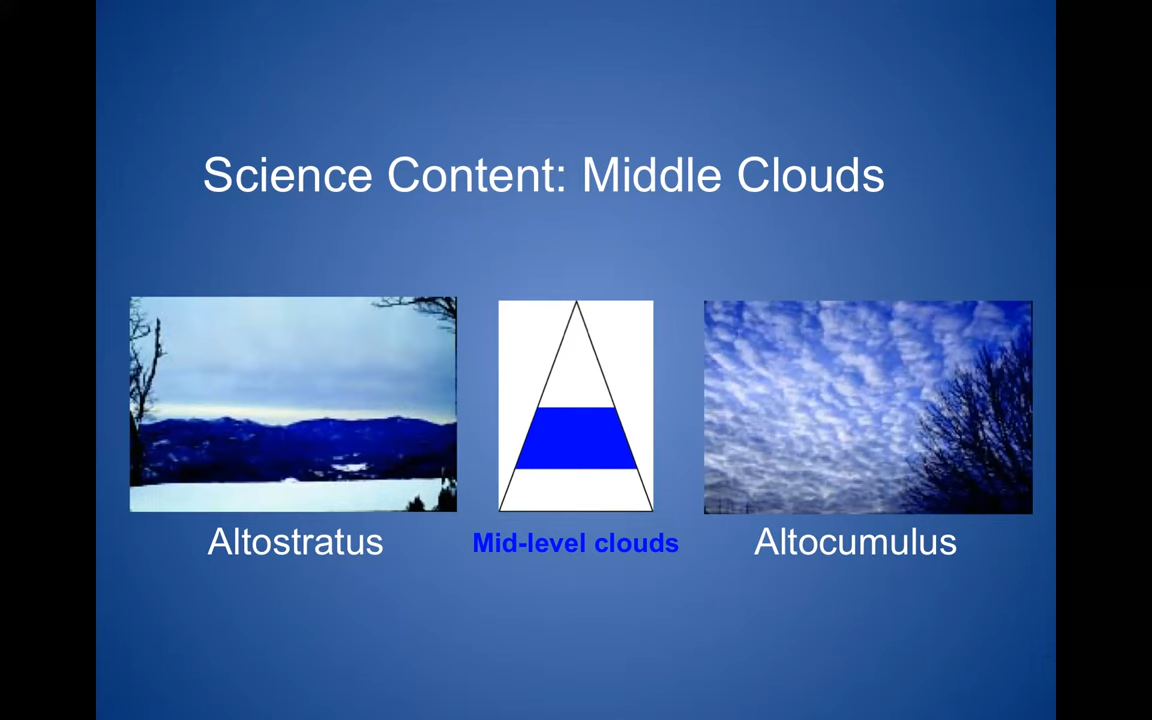 Science Content: Middle Clouds
Altostratus
Mid-level clouds
Altocumulus